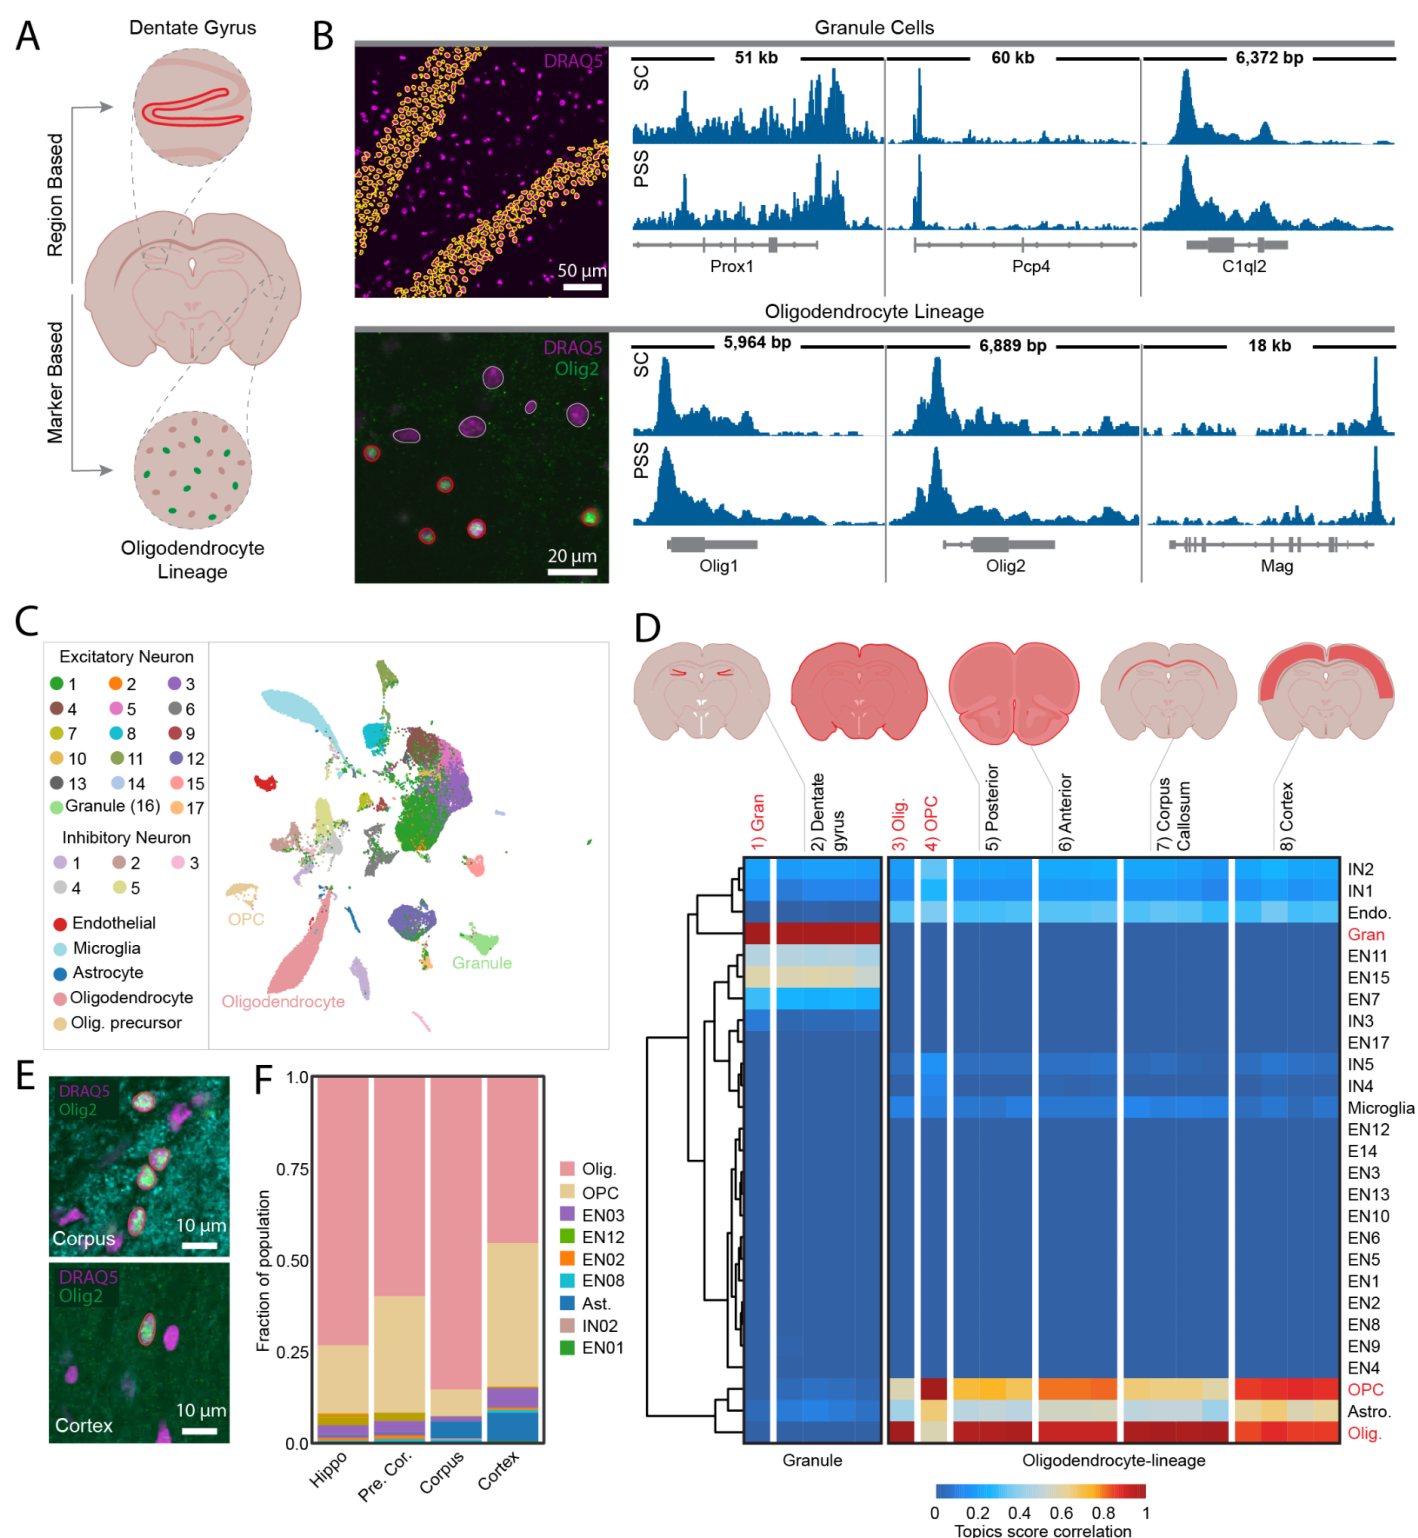 A
Dentate Gyrus
Region Based
Marker Based
Oligodendrocyte
Lineage
B
Granule Cells
DRAQ5
50 µm
51 kb
60 kb
6,372 bp
SC
PSS
Prox1
Pcp4
C1ql2
Oligodendrocyte Lineage
DRAQ5
Olig2
20 µm
5,964 bp
6,889 bp
18 kb
SC
PSS
Olig1
Olig2
Mag
C
Excitatory Neuron
1 2 3
4 5 6
7 8 9
10 11 12
13 14 15
Granule (16) 17
Inhibitory Neuron
1 2 3
4 5
Endothelial
Microglia
Astrocyte
Oligodendrocyte
Olig. precursor
OPC
Granule
Oligodendrocyte
D
1) Gran
2) Dentate
gyrus
3) Olig.
4) OPC
5) Posterior
6) Anterior
7) Corpus
Callosum
8) Cortex
IN2
IN1
Endo.
Gran
EN11
EN15
EN7
IN3
EN17
IN5
IN4
Microglia
EN12
E14
EN3
EN13
EN10
EN6
EN5
EN1
EN2
EN8
EN9
EN4
OPC
Astro.
Olig.
Granule
Oligodendrocyte-lineage
0 0.2 0.4 0.6 0.8 1
Topics score correlation
E
DRAQ5
Olig2
10 µm
Corpus
DRAQ5
Olig2
10 µm
Cortex
F
Fraction of population
1.0
0.75
0.50
0.25
0.0
Hippo
Pre. Cor.
Corpus
Cortex
Olig.
OPC
EN03
EN12
EN02
EN08
Ast.
IN02
EN01